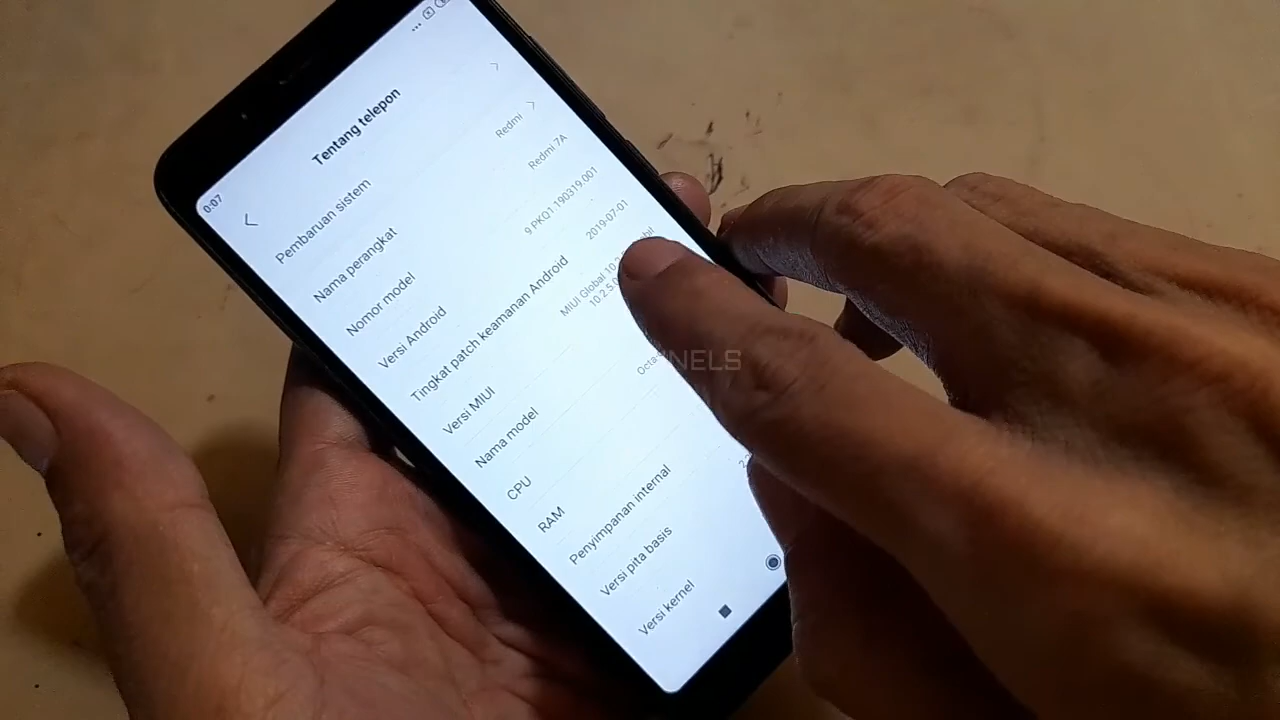 0:07
Tentang telepon
Pembaruan sistem
Nama perangkat Redmi
Nomor model Redmi 7A
Versi Android 9 PKQ1.190319.001
Tingkat patch keamanan Android 2019-07-01
Versi MIUI MIUI Global
Nama model
CPU
RAM
Penyimpanan internal
Versi pita basis
Versi kernel
NELS